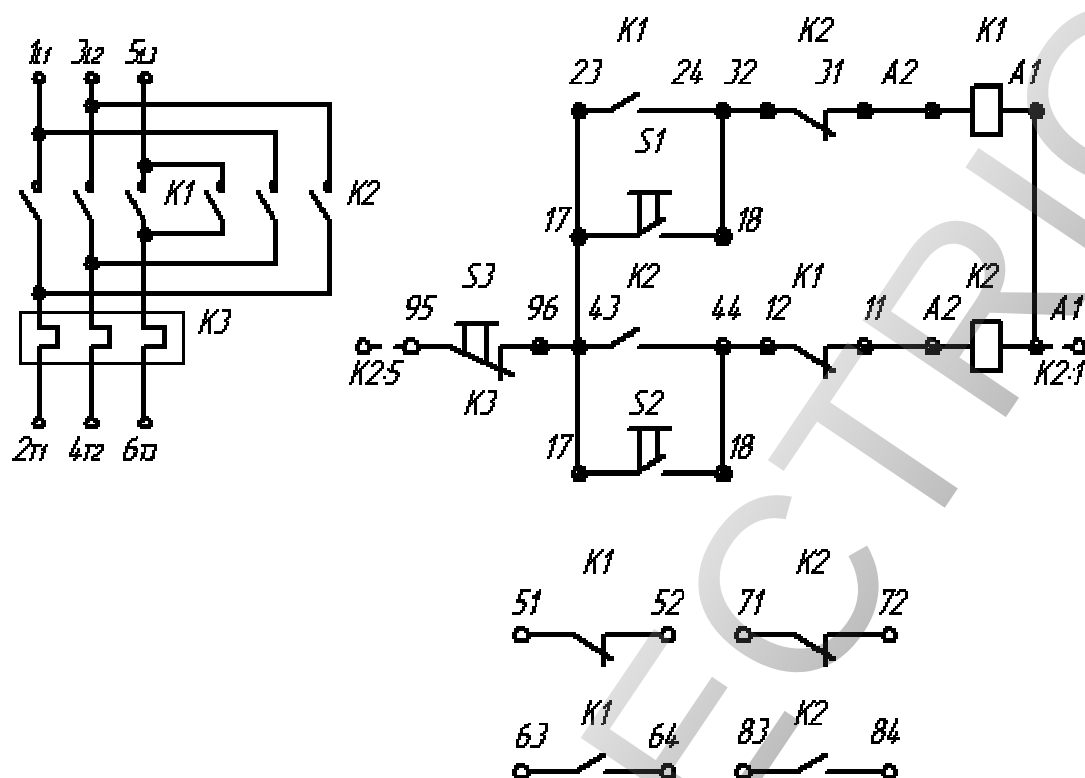 1L1 3L2 5L3
K1 K2 K1
23 24 32 31 A2 A1
S1
K1 K2
17 18
S3 K2 K1 K2
95 96 43 44 12 11 A2 A1
K3
K2:5 K3 K2:1
S2
2T1 4T2 6T3
17 18
K1 K2
51 52 71 72
K1 K2
63 64 83 84
ECTRIC